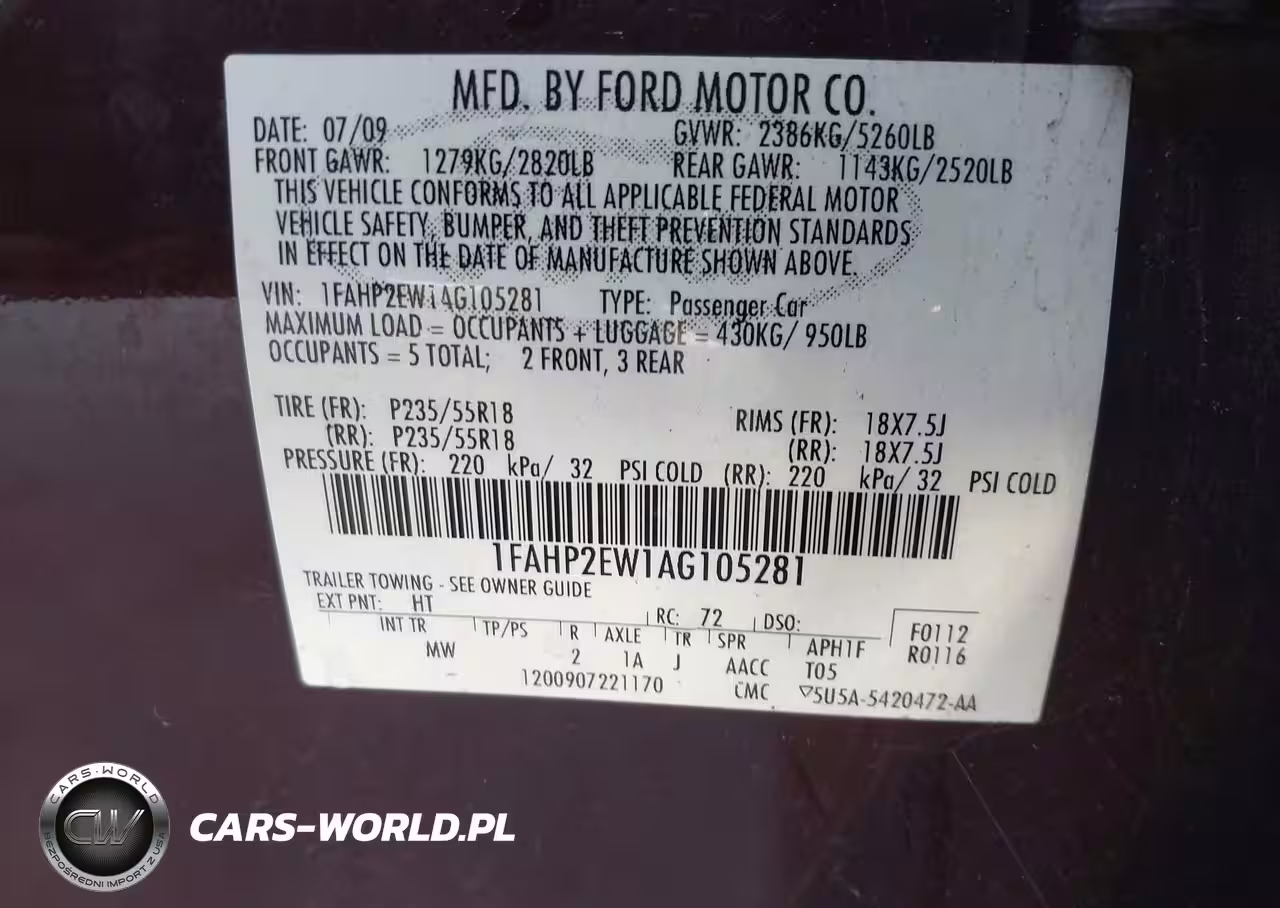 MFD. BY FORD MOTOR CO.
DATE: 07/09 GVWR: 2386KG/5260LB
FRONT GAWR: 1279KG/2820LB REAR GAWR: 1143KG/2520LB
THIS VEHICLE CONFORMS TO ALL APPLICABLE FEDERAL MOTOR
VEHICLE SAFETY, BUMPER, AND THEFT PREVENTION STANDARDS
IN EFFECT ON THE DATE OF MANUFACTURE SHOWN ABOVE.
VIN: 1FAHP2EW1AG105281 TYPE: Passenger Car
MAXIMUM LOAD = OCCUPANTS + LUGGAGE = 430KG/ 950LB
OCCUPANTS = 5 TOTAL; 2 FRONT, 3 REAR
TIRE (FR): P235/55R18 RIMS (FR): 18X7.5J
(RR): P235/55R18 (RR): 18X7.5J
PRESSURE (FR): 220 kPa/ 32 PSI COLD (RR): 220 kPa/ 32 PSI COLD
1FAHP2EW1AG105281
TRAILER TOWING - SEE OWNER GUIDE
EXT PNT: HT RC: 72 DSO: F0112
INT TR TP/PS R AXLE TR SPR APH1F R0116
MW 2 1A J AACC T05
1200907221170 CMC ▽5U5A-5420472-AA
CARS-WORLD
CW
BEZPOŚREDNI IMPORT Z USA
CARS-WORLD.PL